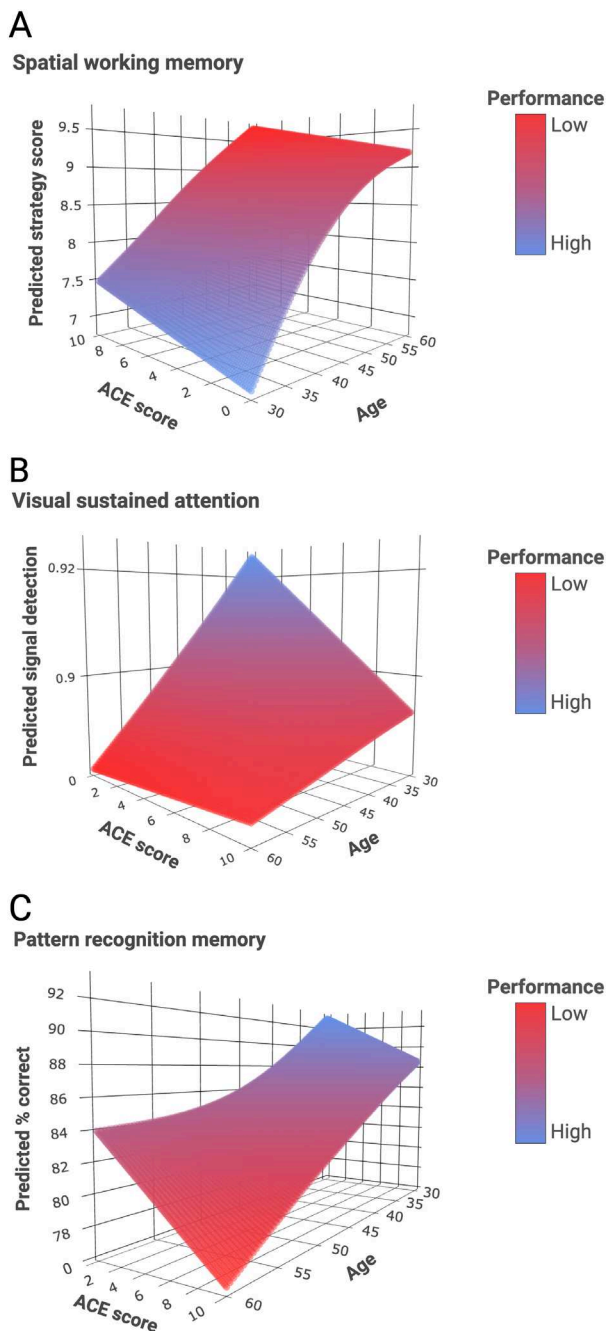 A
Spatial working memory
Performance
Low
High
Predicted strategy score
9.5
9
8.5
8
7.5
7
10
8
6
4
2
0
ACE score
30
35
40
45
50
55
60
Age
B
Visual sustained attention
Performance
Low
High
Predicted signal detection
0.92
0.9
0
2
4
6
8
10
ACE score
60
55
50
45
40
35
30
Age
C
Pattern recognition memory
Performance
Low
High
Predicted % correct
92
90
88
86
84
82
80
78
0
2
4
6
8
10
ACE score
60
55
50
45
40
35
30
Age